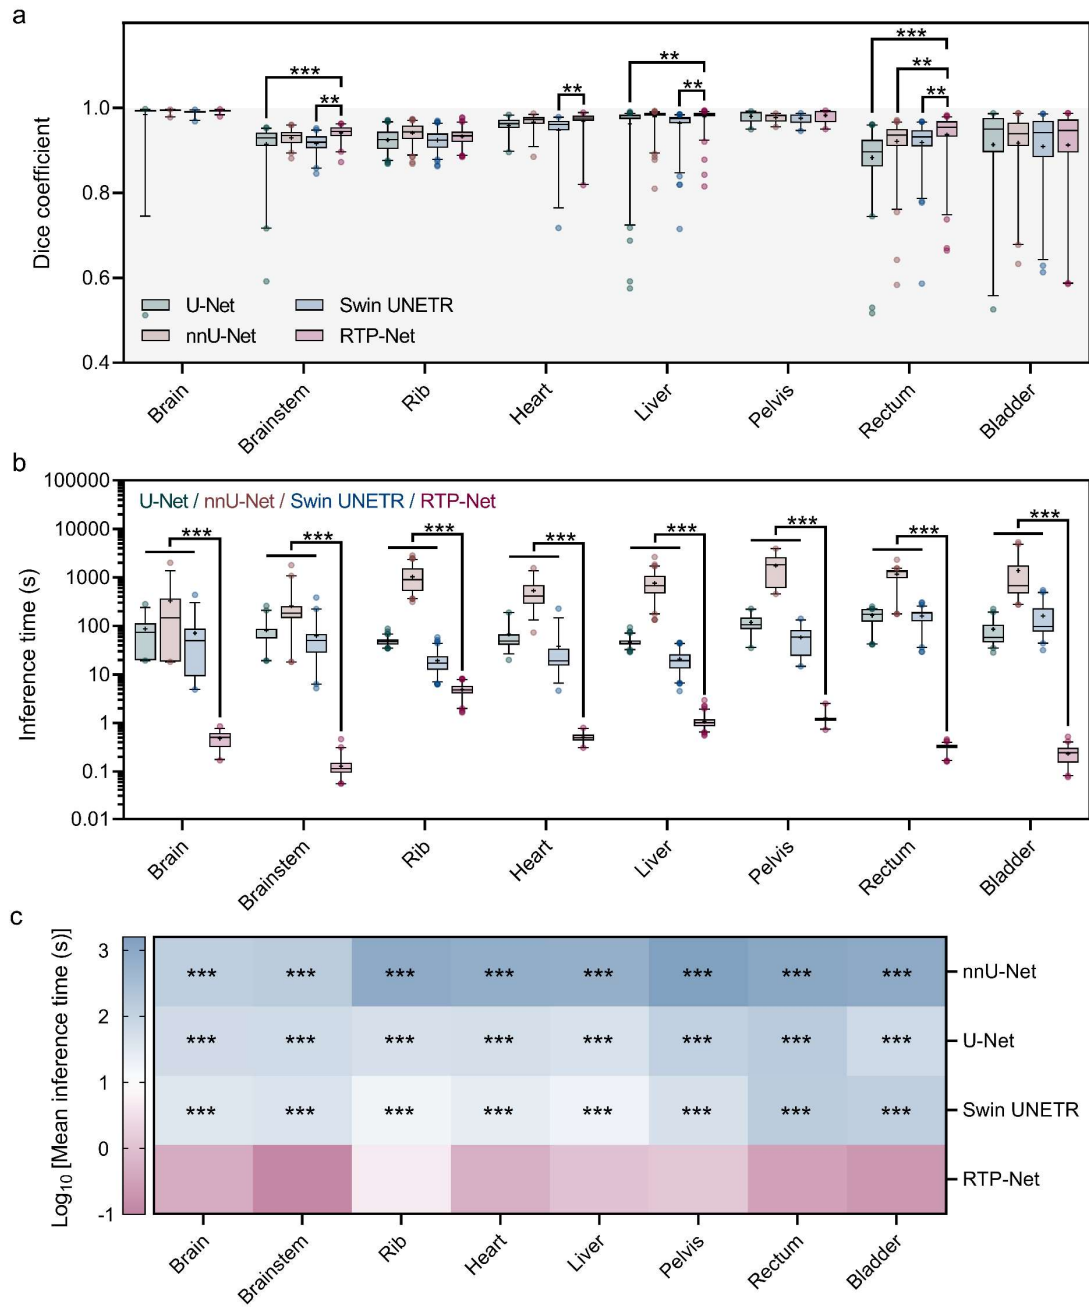 a
*** ** ** ** ** *** ** **
Dice coefficient
1.0
0.8
0.6
0.4
U-Net Swin UNETR
nnU-Net RTP-Net
Brain Brainstem Rib Heart Liver Pelvis Rectum Bladder
b
Inference time (s)
100000
10000
1000
100
10
1
0.1
0.01
U-Net / nnU-Net / Swin UNETR / RTP-Net
*** *** *** *** *** *** *** ***
Brain Brainstem Rib Heart Liver Pelvis Rectum Bladder
c
Log10 [Mean inference time (s)]
3
2
1
0
-1
*** *** *** *** *** *** *** *** nnU-Net
*** *** *** *** *** *** *** *** U-Net
*** *** *** *** *** *** *** *** Swin UNETR
RTP-Net
Brain Brainstem Rib Heart Liver Pelvis Rectum Bladder